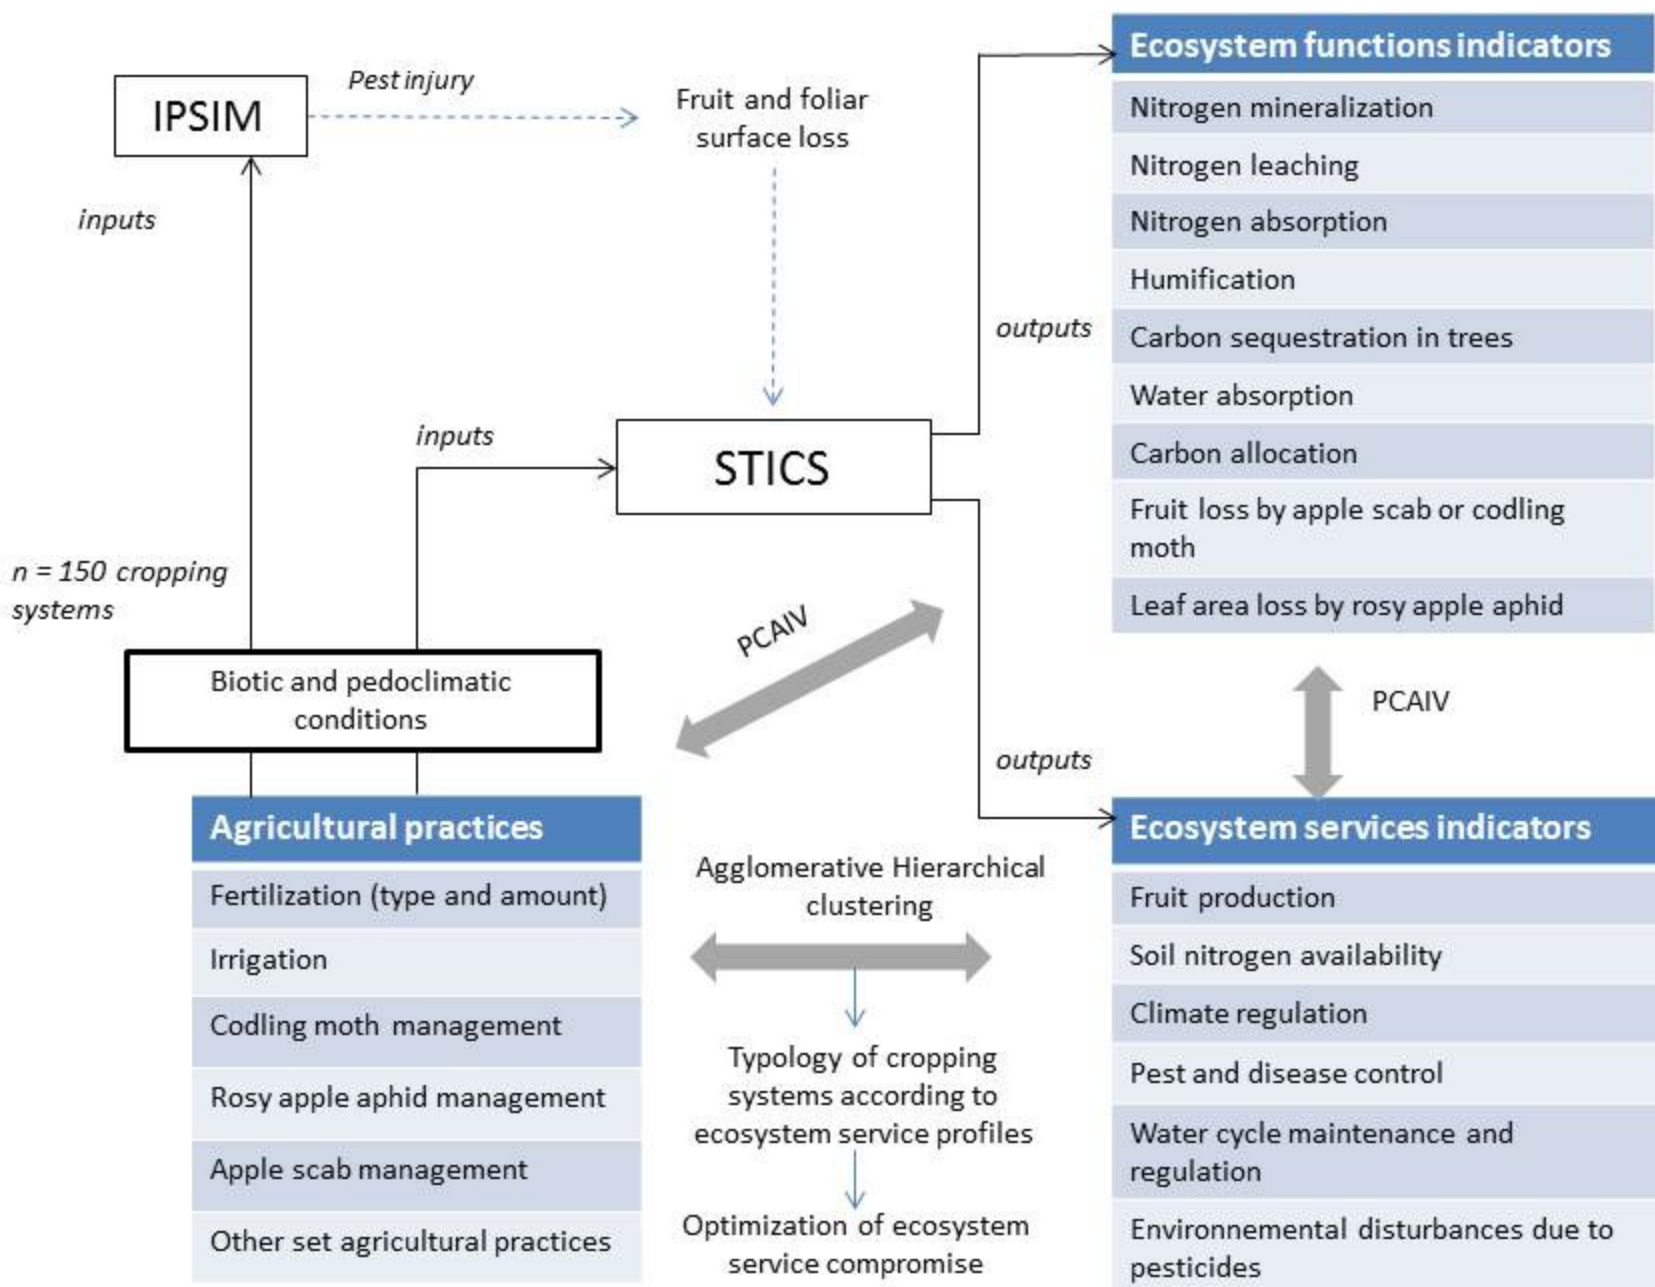 IPSIM
Pest injury
Fruit and foliar
surface loss
inputs
inputs
STICS
outputs
outputs
n = 150 cropping
systems
Biotic and pedoclimatic
conditions
PCAIV
Agricultural practices
Fertilization (type and amount)
Irrigation
Codling moth management
Rosy apple aphid management
Apple scab management
Other set agricultural practices
Agglomerative Hierarchical
clustering
Typology of cropping
systems according to
ecosystem service profiles
Optimization of ecosystem
service compromise
Ecosystem functions indicators
Nitrogen mineralization
Nitrogen leaching
Nitrogen absorption
Humification
Carbon sequestration in trees
Water absorption
Carbon allocation
Fruit loss by apple scab or codling
moth
Leaf area loss by rosy apple aphid
PCAIV
Ecosystem services indicators
Fruit production
Soil nitrogen availability
Climate regulation
Pest and disease control
Water cycle maintenance and
regulation
Environnemental disturbances due to
pesticides